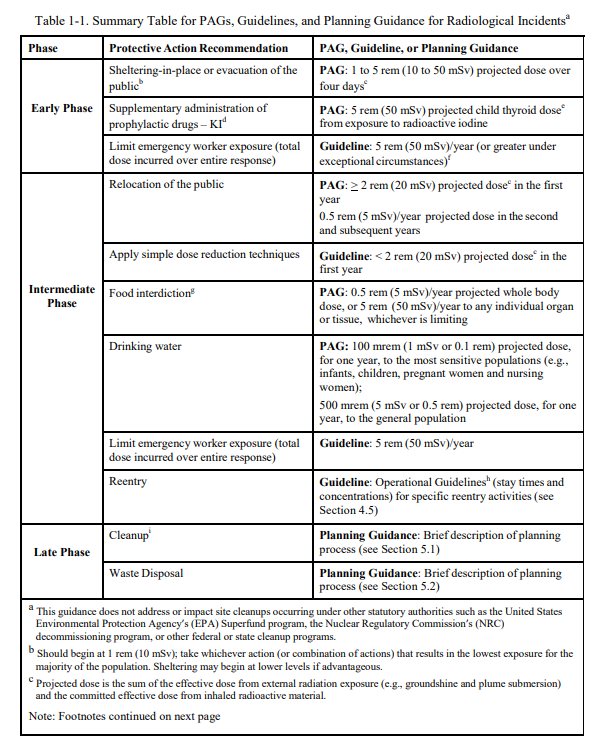 Table 1-1. Summary Table for PAGs, Guidelines, and Planning Guidance for Radiological Incidentsᵃ
Phase
Protective Action Recommendation
PAG, Guideline, or Planning Guidance
Early Phase
Sheltering-in-place or evacuation of the
publicᵇ
PAG: 1 to 5 rem (10 to 50 mSv) projected dose over
four daysᶜ
Supplementary administration of
prophylactic drugs – KIᵈ
PAG: 5 rem (50 mSv) projected child thyroid doseᵉ
from exposure to radioactive iodine
Limit emergency worker exposure (total
dose incurred over entire response)
Guideline: 5 rem (50 mSv)/year (or greater under
exceptional circumstances)ᶠ
Intermediate
Phase
Relocation of the public
PAG: ≥ 2 rem (20 mSv) projected doseᶜ in the first
year
0.5 rem (5 mSv)/year projected dose in the second
and subsequent years
Apply simple dose reduction techniques
Guideline: < 2 rem (20 mSv) projected doseᶜ in the
first year
Food interdictionᵍ
PAG: 0.5 rem (5 mSv)/year projected whole body
dose, or 5 rem (50 mSv)/year to any individual organ
or tissue, whichever is limiting
Drinking water
PAG: 100 mrem (1 mSv or 0.1 rem) projected dose,
for one year, to the most sensitive populations (e.g.,
infants, children, pregnant women and nursing
women);
500 mrem (5 mSv or 0.5 rem) projected dose, for one
year, to the general population
Limit emergency worker exposure (total
dose incurred over entire response)
Guideline: 5 rem (50 mSv)/year
Reentry
Guideline: Operational Guidelinesʰ (stay times and
concentrations) for specific reentry activities (see
Section 4.5)
Late Phase
Cleanupⁱ
Planning Guidance: Brief description of planning
process (see Section 5.1)
Waste Disposal
Planning Guidance: Brief description of planning
process (see Section 5.2)
ᵃ This guidance does not address or impact site cleanups occurring under other statutory authorities such as the United States
Environmental Protection Agency's (EPA) Superfund program, the Nuclear Regulatory Commission's (NRC)
decommissioning program, or other federal or state cleanup programs.
ᵇ Should begin at 1 rem (10 mSv); take whichever action (or combination of actions) that results in the lowest exposure for the
majority of the population. Sheltering may begin at lower levels if advantageous.
ᶜ Projected dose is the sum of the effective dose from external radiation exposure (e.g., groundshine and plume submersion)
and the committed effective dose from inhaled radioactive material.
Note: Footnotes continued on next page